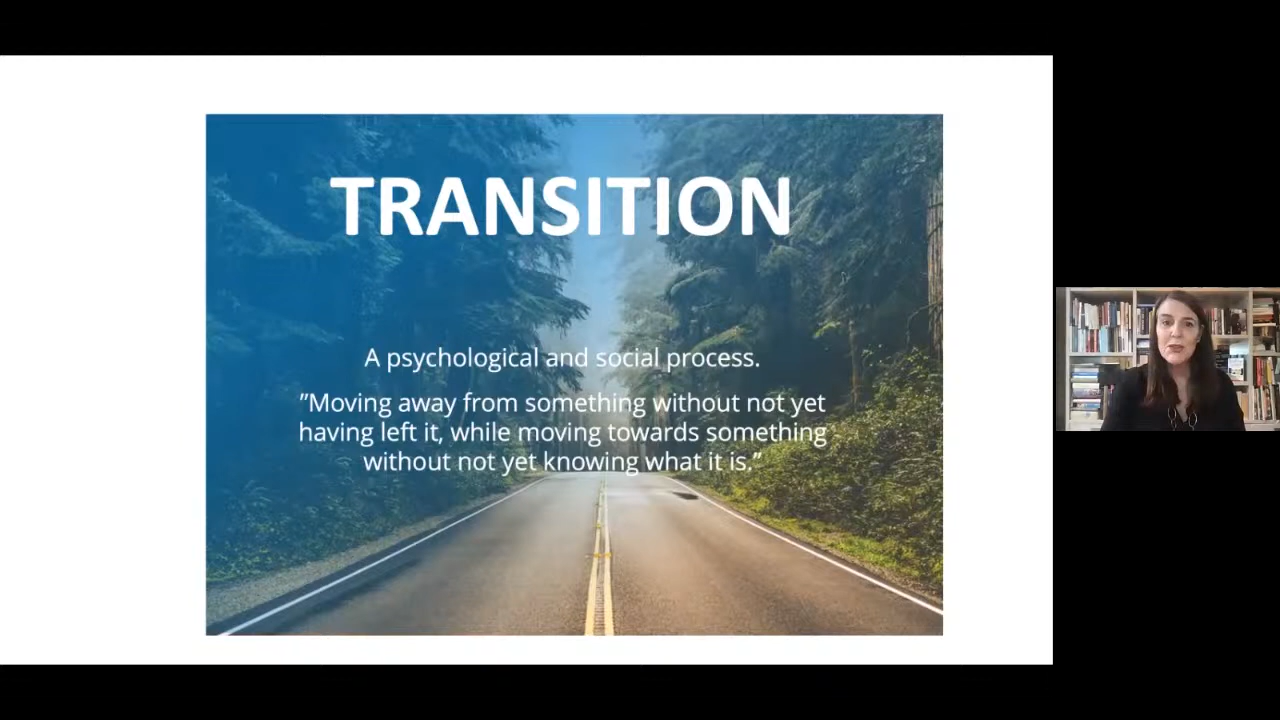 TRANSITION
A psychological and social process.
”Moving away from something without not yet
having left it, while moving towards something
without not yet knowing what it is.”